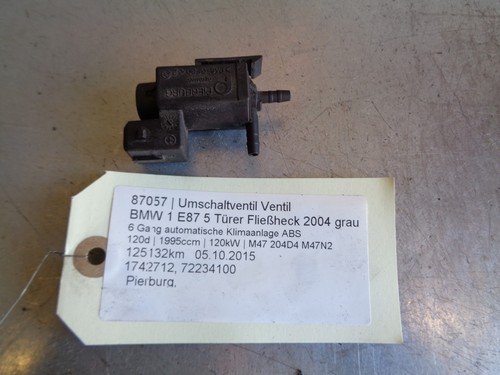 PIERBURG
87057 | Umschaltventil Ventil
BMW 1 E87 5 Türer Fließheck 2004 grau
6 Gang automatische Klimaanlage ABS
120d | 1995ccm | 120kW | M47 204D4 M47N2
125132km 05.10.2015
1742712, 72234100
Pierburg,